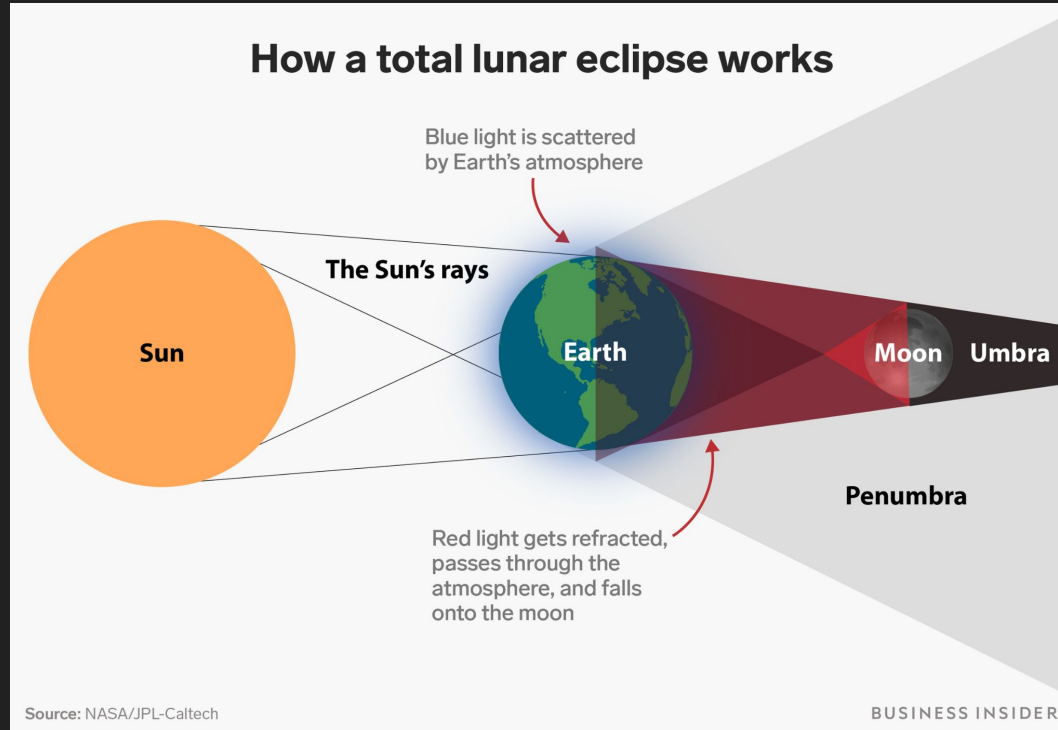 How a total lunar eclipse works
Blue light is scattered
by Earth's atmosphere
The Sun's rays
Sun
Earth
Moon
Umbra
Penumbra
Red light gets refracted,
passes through the
atmosphere, and falls
onto the moon
Source: NASA/JPL-Caltech
BUSINESS INSIDER